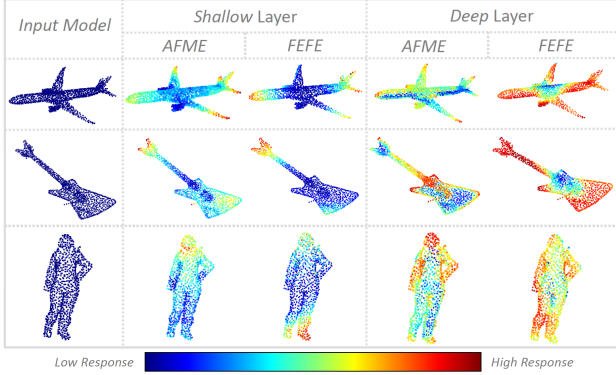 Input Model
Shallow Layer
Deep Layer
AFME
FEFE
AFME
FEFE
Low Response
High Response